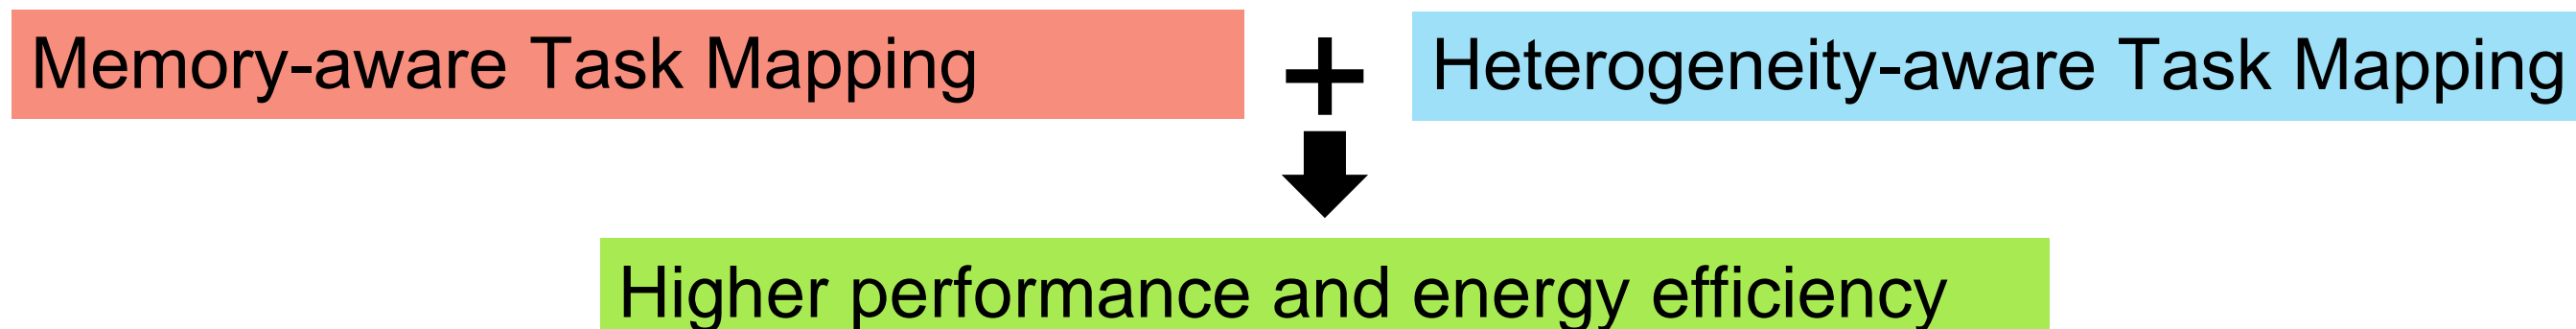 Memory-aware Task Mapping
+
Heterogeneity-aware Task Mapping
Higher performance and energy efficiency